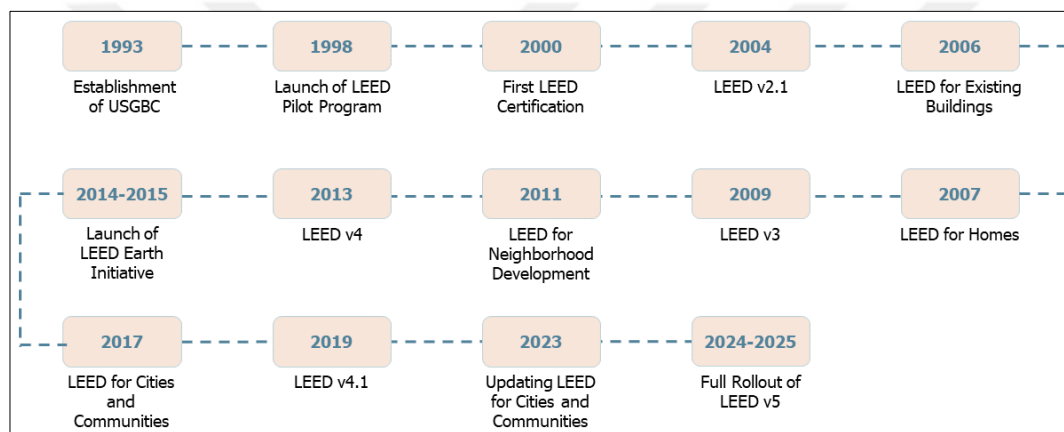 1993
1998
2000
2004
2006
Establishment
of USGBC
Launch of LEED
Pilot Program
First LEED
Certification
LEED v2.1
LEED for Existing
Buildings
2014-2015
2013
2011
2009
2007
Launch of
LEED Earth
Initiative
LEED v4
LEED for
Neighborhood
Development
LEED v3
LEED for Homes
2017
2019
2023
2024-2025
LEED for Cities
and
Communities
LEED v4.1
Updating LEED
for Cities and
Communities
Full Rollout of
LEED v5